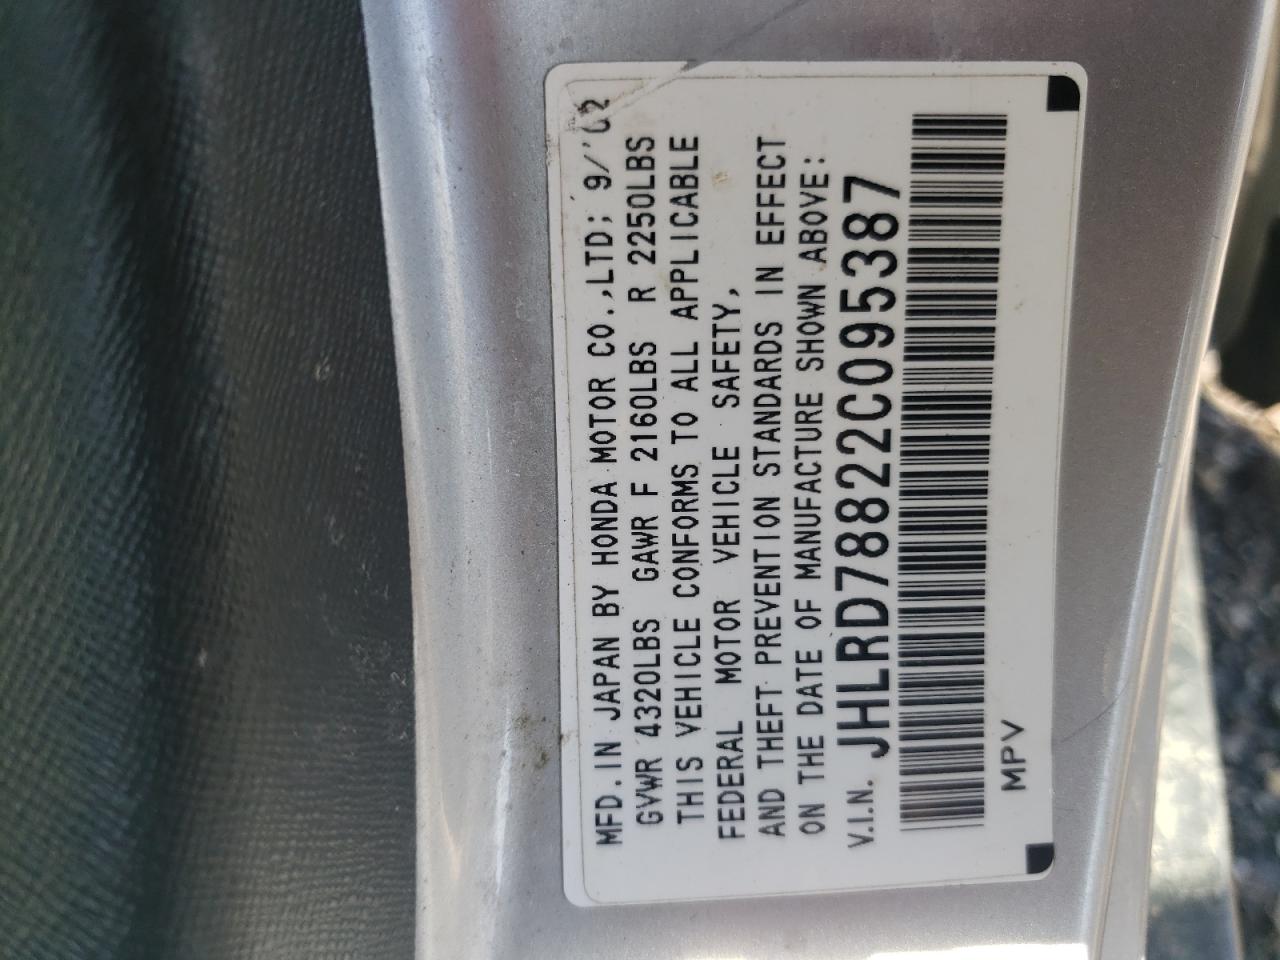 MFD. IN JAPAN BY HONDA MOTOR CO.,LTD; 9/'02
GVWR 4320LBS GAWR F 2160LBS R 2250LBS
THIS VEHICLE CONFORMS TO ALL APPLICABLE
FEDERAL MOTOR VEHICLE SAFETY,
AND THEFT PREVENTION STANDARDS IN EFFECT
ON THE DATE OF MANUFACTURE SHOWN ABOVE:
V.I.N. JHLRD78822C095387
MPV